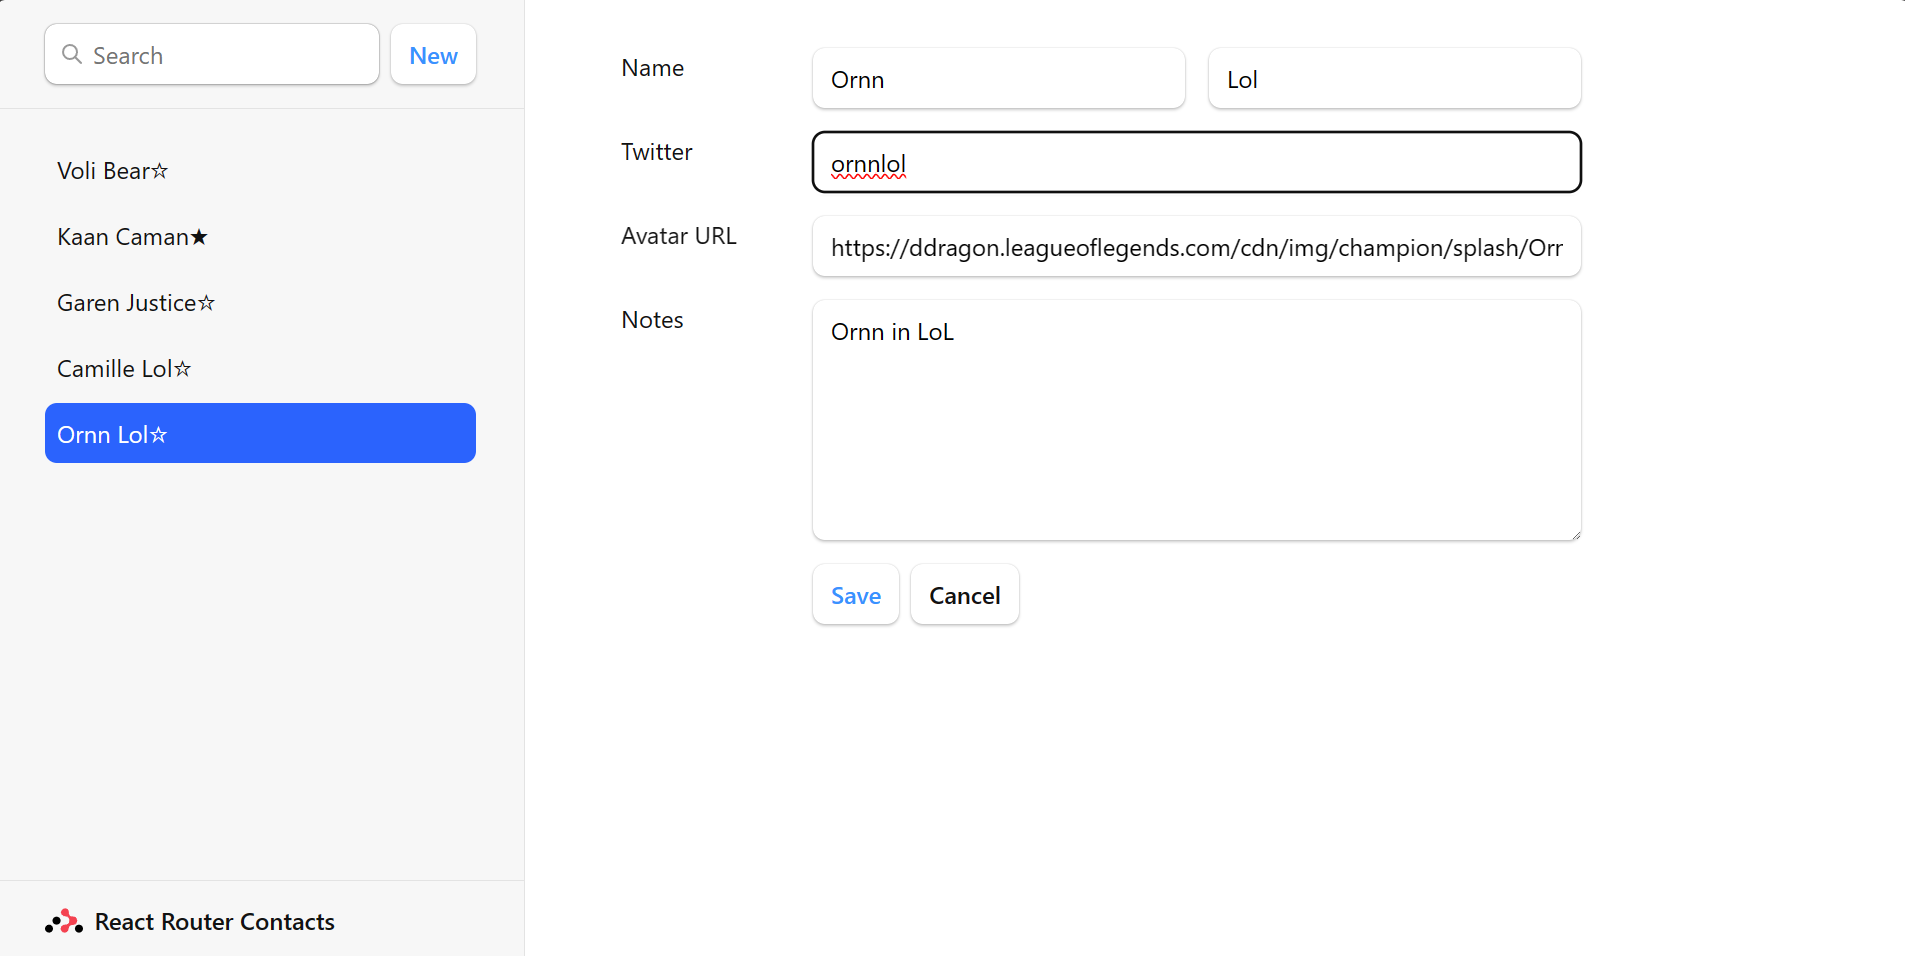 Search
New
Voli Bear☆
Kaan Caman★
Garen Justice☆
Camille Lol☆
Ornn Lol☆
React Router Contacts
Name
Ornn
Lol
Twitter
ornnlol
Avatar URL
https://ddragon.leagueoflegends.com/cdn/img/champion/splash/Orr
Notes
Ornn in LoL
Save
Cancel